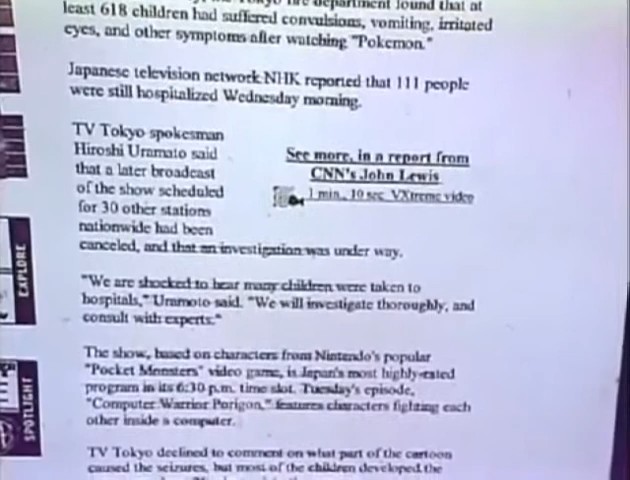 department found that at
least 618 children had suffered convulsions, vomiting, irritated
eyes, and other symptoms after watching "Pokemon."
Japanese television network NHK reported that 111 people
were still hospitalized Wednesday morning.
TV Tokyo spokesman
Hiroshi Uramoto said
that a later broadcast
of the show scheduled
for 30 other stations
nationwide had been
canceled, and that an investigation was under way.
See more, in a report from
CNN's John Lewis
1 min., 10 sec. VXtreme video
"We are shocked to hear many children were taken to
hospitals," Uramoto said. "We will investigate thoroughly, and
consult with experts."
The show, based on characters from Nintendo's popular
"Pocket Monsters" video game, is Japan's most highly-rated
program in its 6:30 p.m. time slot. Tuesday's episode,
"Computer Warrior Porigon," features characters fighting each
other inside a computer.
TV Tokyo declined to comment on what part of the cartoon
caused the seizures, but most of the children developed the
EXPLORE
SPOTLIGHT